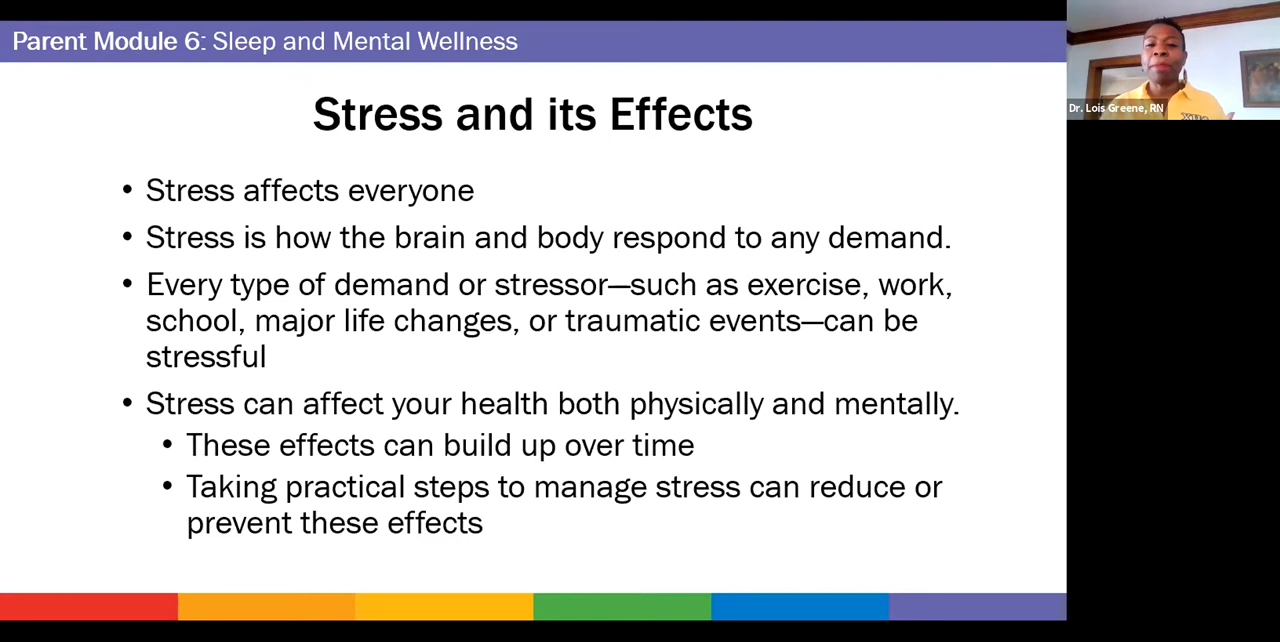 Parent Module 6: Sleep and Mental Wellness
Dr. Lois Greene, RN
Stress and its Effects
• Stress affects everyone
• Stress is how the brain and body respond to any demand.
• Every type of demand or stressor—such as exercise, work,
school, major life changes, or traumatic events—can be
stressful
• Stress can affect your health both physically and mentally.
• These effects can build up over time
• Taking practical steps to manage stress can reduce or
prevent these effects